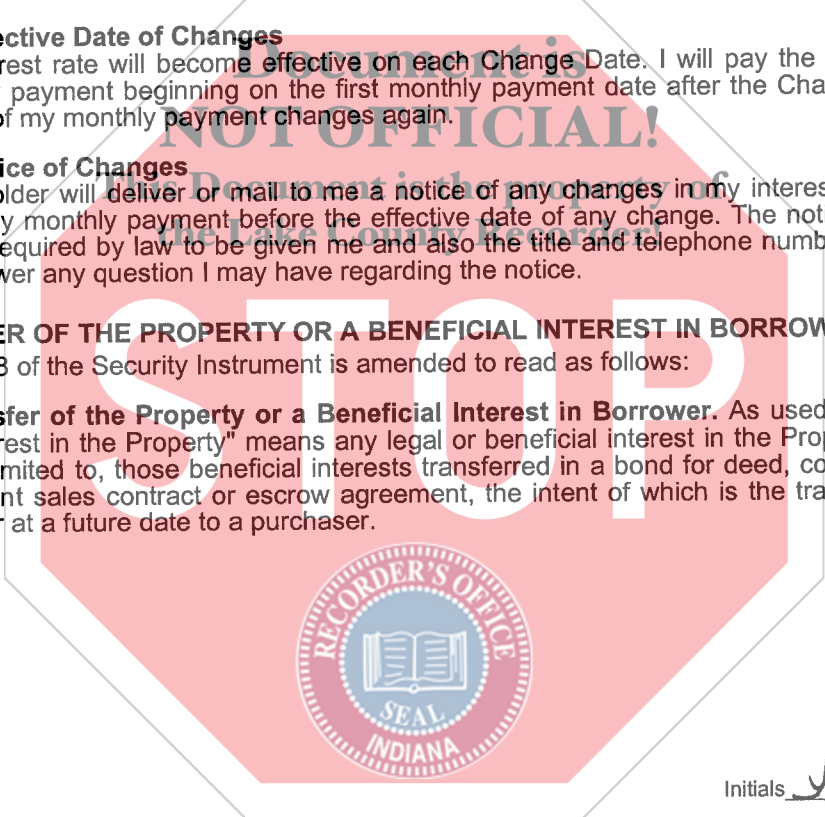 ective Date of Changes
rest rate will become effective on each Change Date. I will pay the
payment beginning on the first monthly payment date after the Cha
of my monthly payment changes again.
ice of Changes
older will deliver or mail to me a notice of any changes in my interes
y monthly payment before the effective date of any change. The not
equired by law to be given me and also the title and telephone numb
wer any question I may have regarding the notice.
ER OF THE PROPERTY OR A BENEFICIAL INTEREST IN BORROW
8 of the Security Instrument is amended to read as follows:
sfer of the Property or a Beneficial Interest in Borrower. As used
rest in the Property" means any legal or beneficial interest in the Prop
mited to, those beneficial interests transferred in a bond for deed, co
nt sales contract or escrow agreement, the intent of which is the tra
r at a future date to a purchaser.
Document is
NOT OFFICIAL!
This Document is the property of
the Lake County Recorder!
STOP
RECORDER'S OFFICE
SEAL
INDIANA
Initials